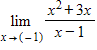 lim x→(−1) x² + 3x / x − 1